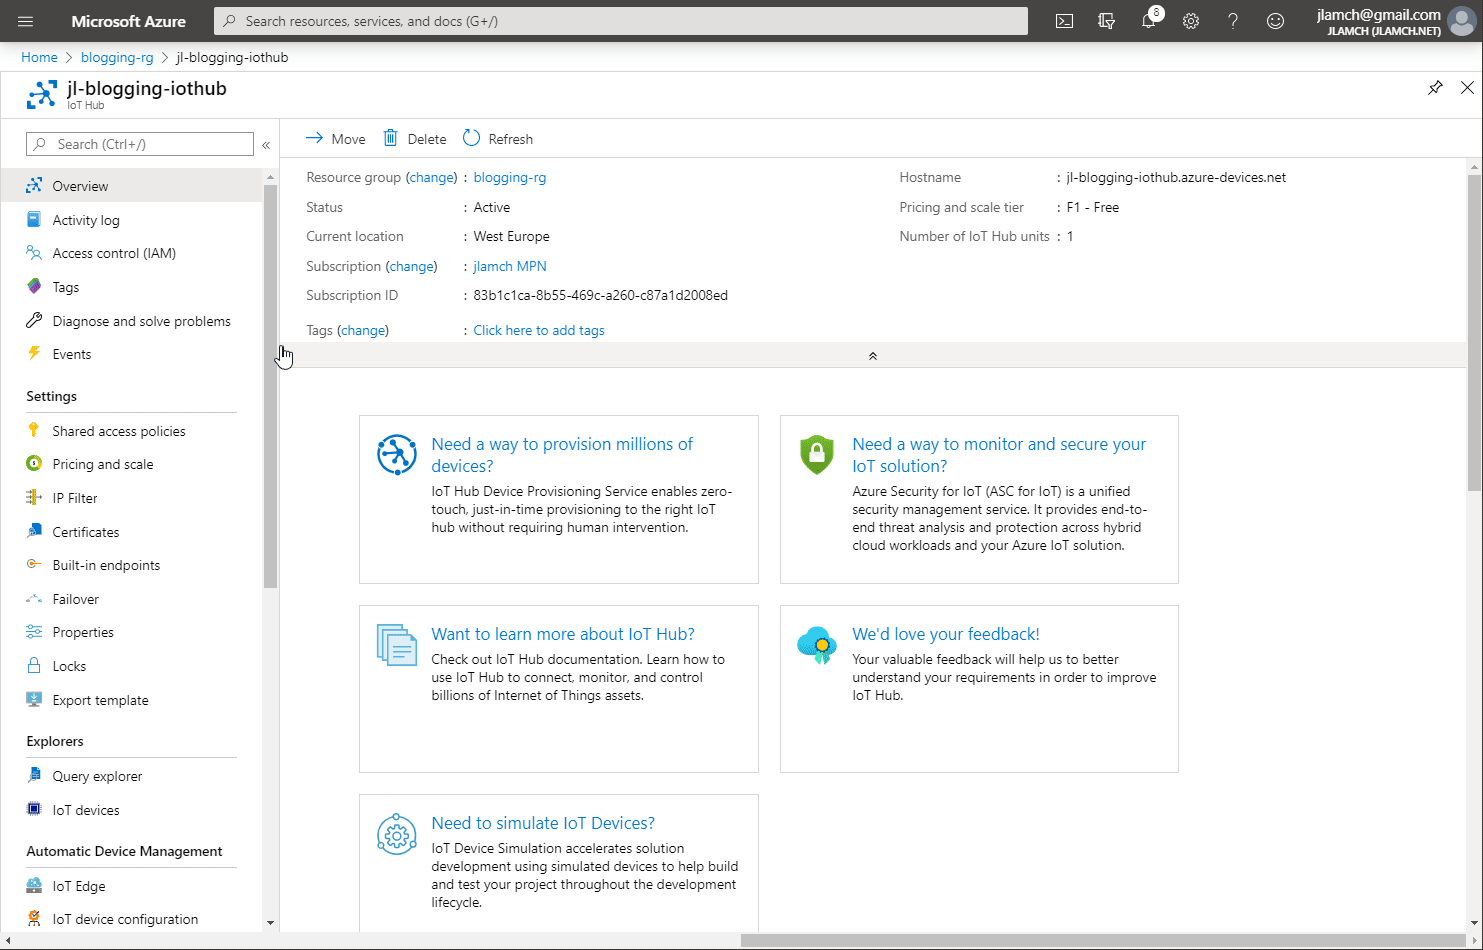 Microsoft Azure
Search resources, services, and docs (G+/)
8
jlamch@gmail.com
JLAMCH (JLAMCH.NET)
Home > blogging-rg > jl-blogging-iothub
jl-blogging-iothub
IoT Hub
Search (Ctrl+/)
«
Overview
Activity log
Access control (IAM)
Tags
Diagnose and solve problems
Events
Settings
Shared access policies
Pricing and scale
IP Filter
Certificates
Built-in endpoints
Failover
Properties
Locks
Export template
Explorers
Query explorer
IoT devices
Automatic Device Management
IoT Edge
IoT device configuration
Move Delete Refresh
Resource group (change) : blogging-rg
Status : Active
Current location : West Europe
Subscription (change) : jlamch MPN
Subscription ID : 83b1c1ca-8b55-469c-a260-c87a1d2008ed
Tags (change) : Click here to add tags
Hostname : jl-blogging-iothub.azure-devices.net
Pricing and scale tier : F1 - Free
Number of IoT Hub units : 1
Need a way to provision millions of
devices?
IoT Hub Device Provisioning Service enables zero-
touch, just-in-time provisioning to the right IoT
hub without requiring human intervention.
Need a way to monitor and secure your
IoT solution?
Azure Security for IoT (ASC for IoT) is a unified
security management service. It provides end-to-
end threat analysis and protection across hybrid
cloud workloads and your Azure IoT solution.
Want to learn more about IoT Hub?
Check out IoT Hub documentation. Learn how to
use IoT Hub to connect, monitor, and control
billions of Internet of Things assets.
We'd love your feedback!
Your valuable feedback will help us to better
understand your requirements in order to improve
IoT Hub.
Need to simulate IoT Devices?
IoT Device Simulation accelerates solution
development using simulated devices to help build
and test your project throughout the development
lifecycle.